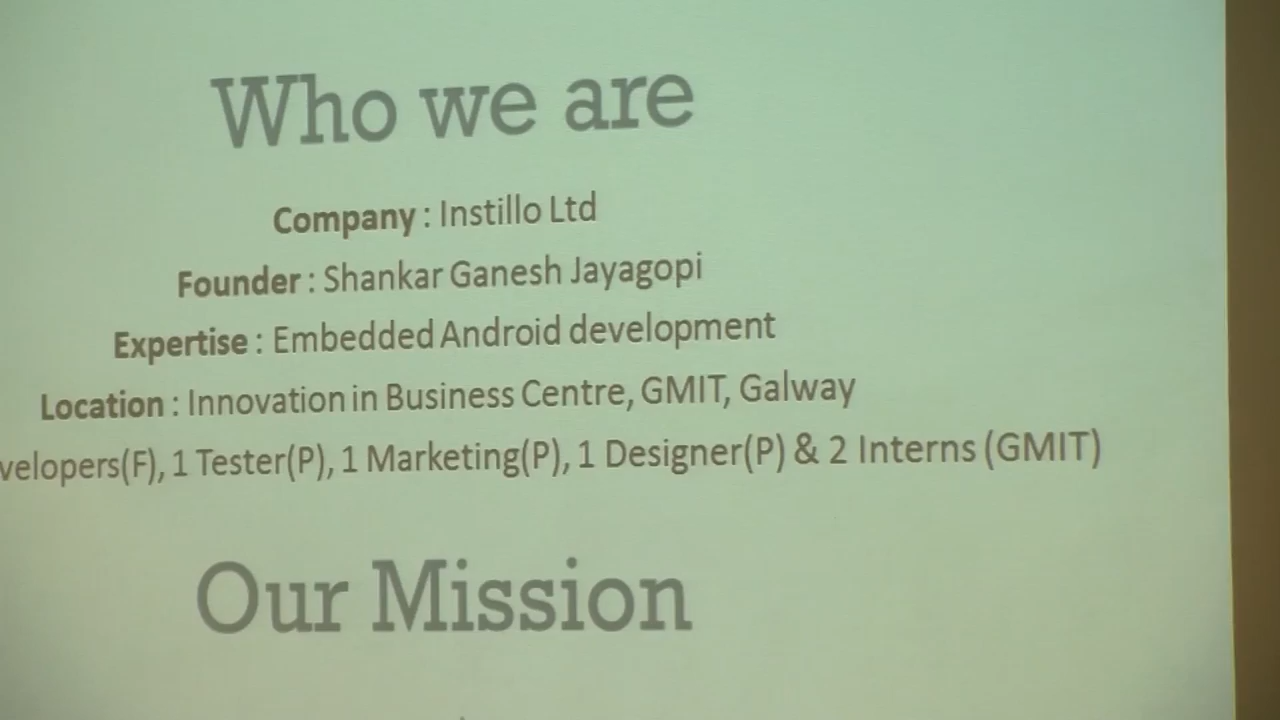 Who we are
Company : Instillo Ltd
Founder : Shankar Ganesh Jayagopi
Expertise : Embedded Android development
Location : Innovation in Business Centre, GMIT, Galway
velopers(F), 1 Tester(P), 1 Marketing(P), 1 Designer(P) & 2 Interns (GMIT)
Our Mission